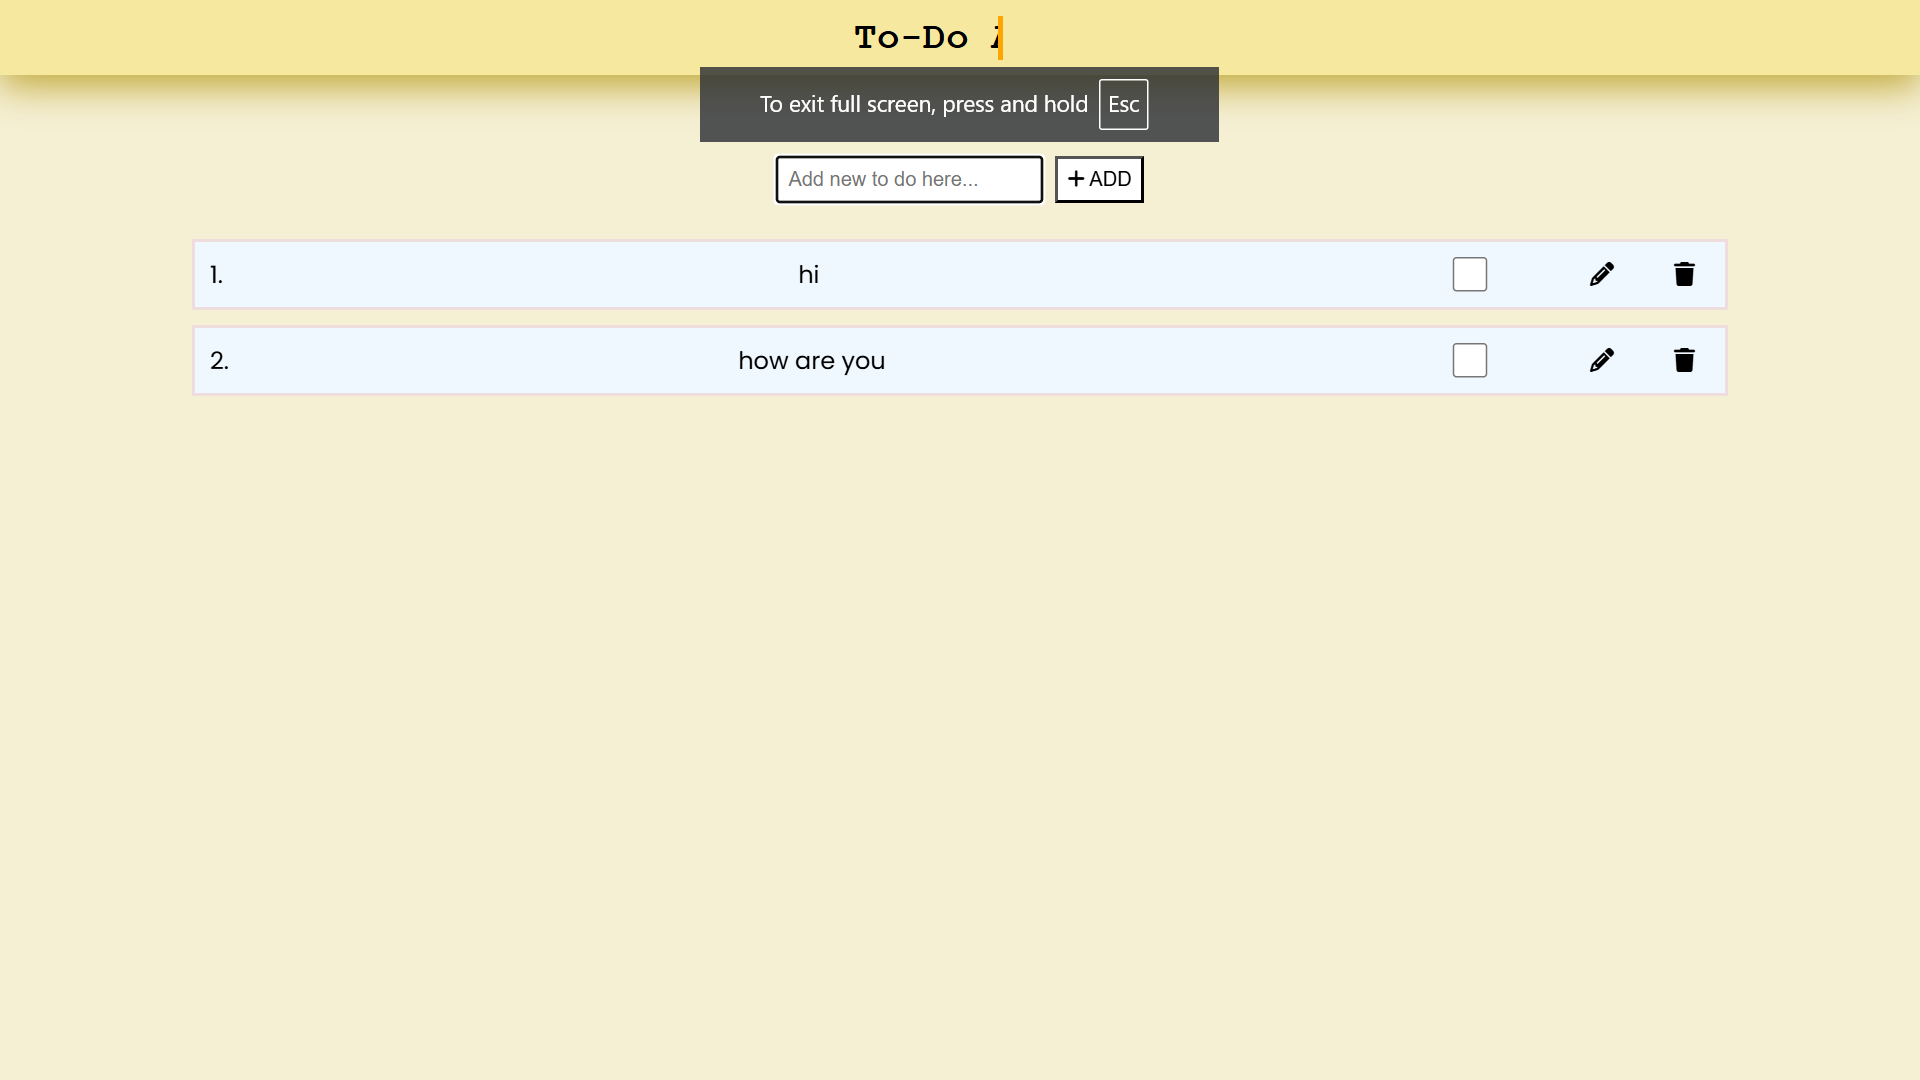 To-Do
To exit full screen, press and hold Esc
Add new to do here...
+ ADD
1. hi
2. how are you